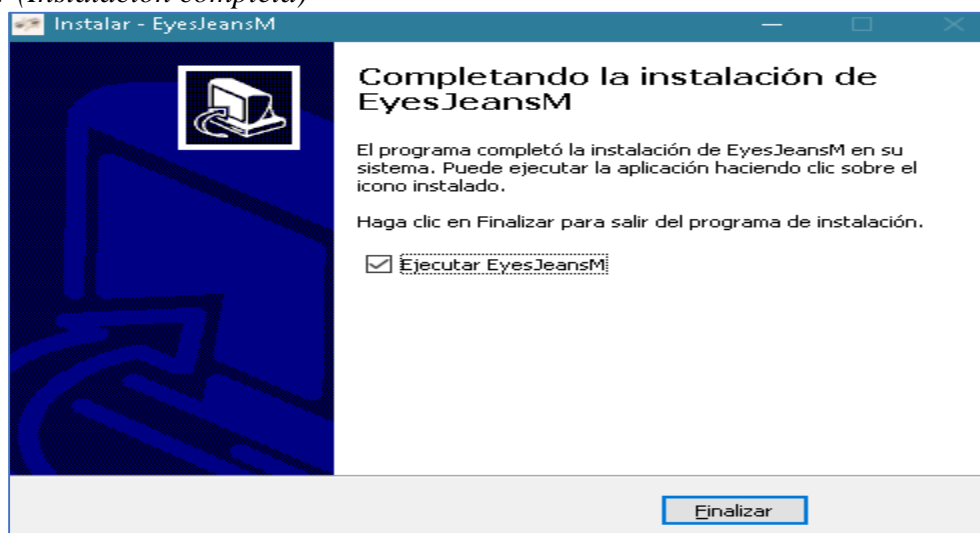 (Instalación completa)
Instalar - EyesJeansM
Completando la instalación de
EyesJeansM
El programa completó la instalación de EyesJeansM en su
sistema. Puede ejecutar la aplicación haciendo clic sobre el
icono instalado.
Haga clic en Finalizar para salir del programa de instalación.
Ejecutar EyesJeansM
Finalizar